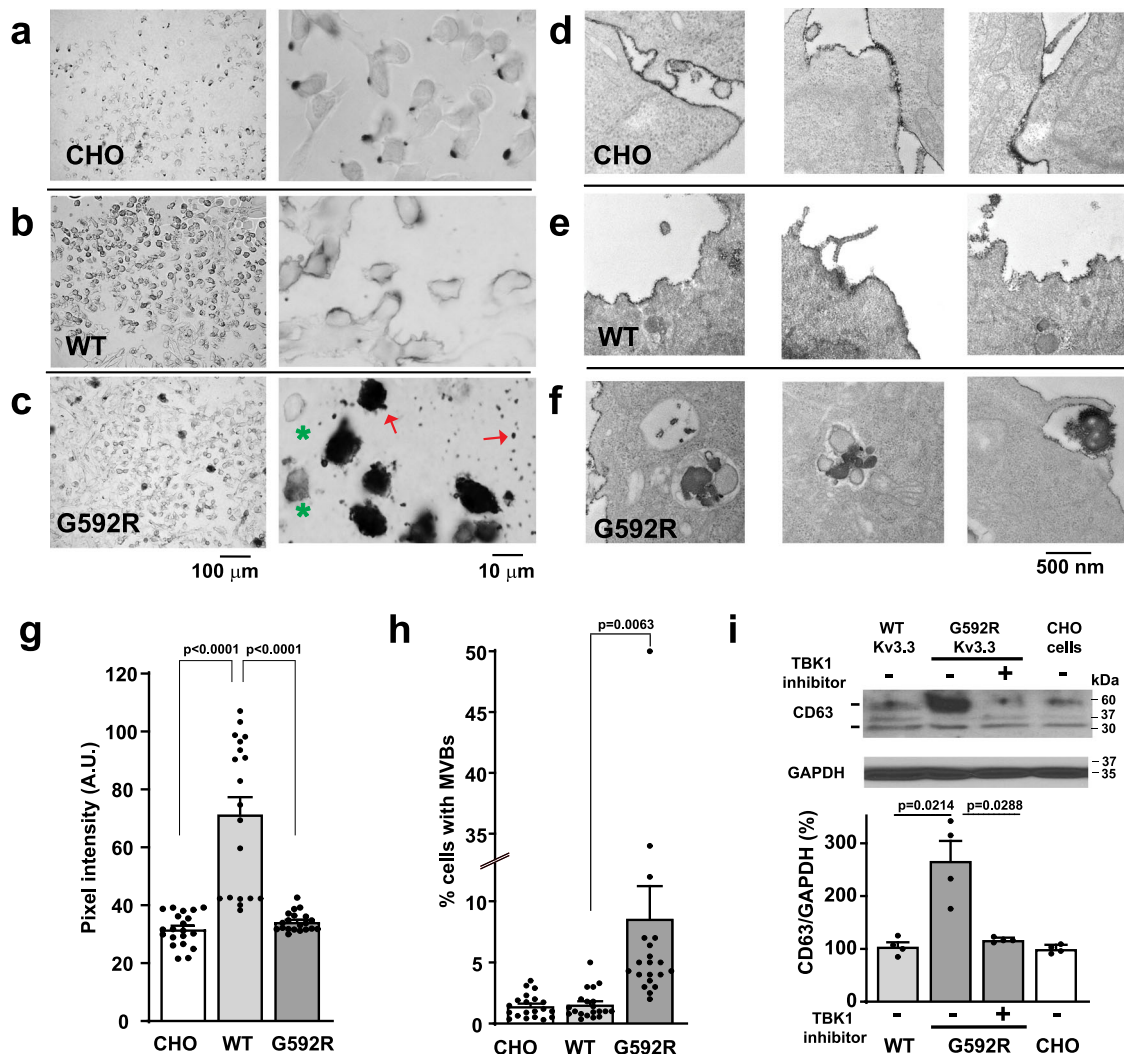 a
CHO
b
WT
c
*
*
G592R
100 μm
10 μm
d
e
f
500 nm
g
p<0.0001
p<0.0001
Pixel intensity (A.U.)
120
100
80
60
40
20
0
CHO
WT
G592R
h
p=0.0063
% cells with MVBs
50
45
40
35
30
10
5
0
CHO
WT
G592R
i
WT
Kv3.3
G592R
Kv3.3
CHO
cells
TBK1
inhibitor
-
-
+
-
kDa
CD63
60
37
30
GAPDH
37
35
p=0.0214
p=0.0288
CD63/GAPDH (%)
300
200
100
0
TBK1
inhibitor
-
-
+
-
WT
G592R
CHO